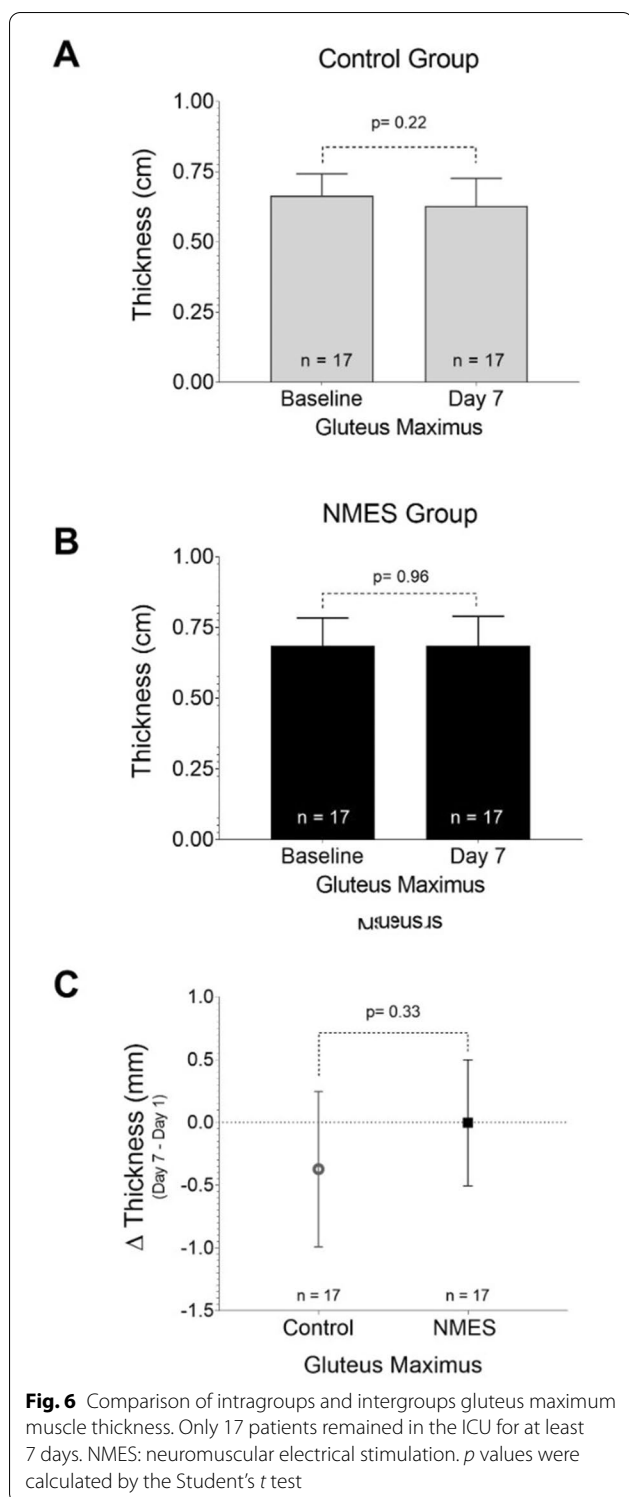 A
Control Group
1.00
0.75
0.50
0.25
0.00
Thickness (cm)
p= 0.22
n = 17
n = 17
Baseline
Day 7
Gluteus Maximus
B
NMES Group
1.00
0.75
0.50
0.25
0.00
Thickness (cm)
p= 0.96
n = 17
n = 17
Baseline
Day 7
Gluteus Maximus
C
1.0
0.5
0.0
-0.5
-1.0
-1.5
Δ Thickness (mm)
(Day 7 - Day 1)
p= 0.33
n = 17
n = 17
Control
NMES
Gluteus Maximus
Fig. 6 Comparison of intragroups and intergroups gluteus maximum
muscle thickness. Only 17 patients remained in the ICU for at least
7 days. NMES: neuromuscular electrical stimulation. p values were
calculated by the Student's t test